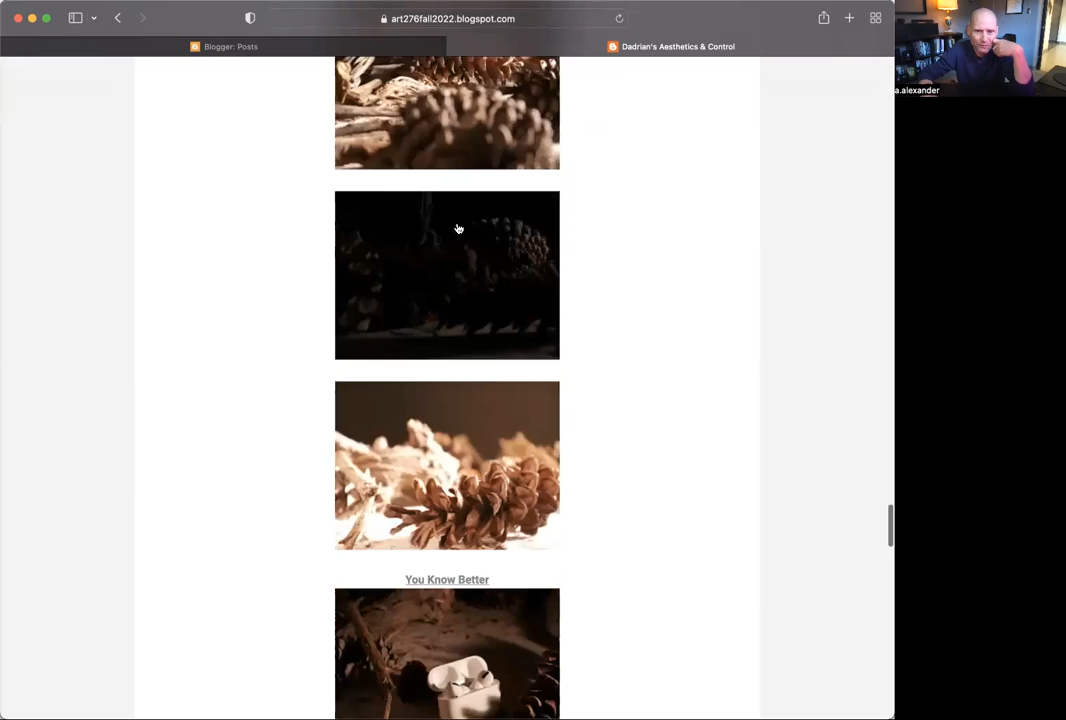 art276fall2022.blogspot.com
Blogger: Posts
Dadrian's Aesthetics & Control
a.alexander
You Know Better